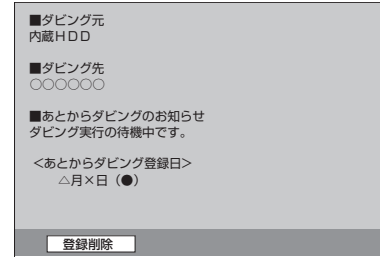 ■ダビング元
内蔵HDD
■ダビング先
○○○○○○
■あとからダビングのお知らせ
ダビング実行の待機中です。
<あとからダビング登録日>
△月×日（●）
登録削除